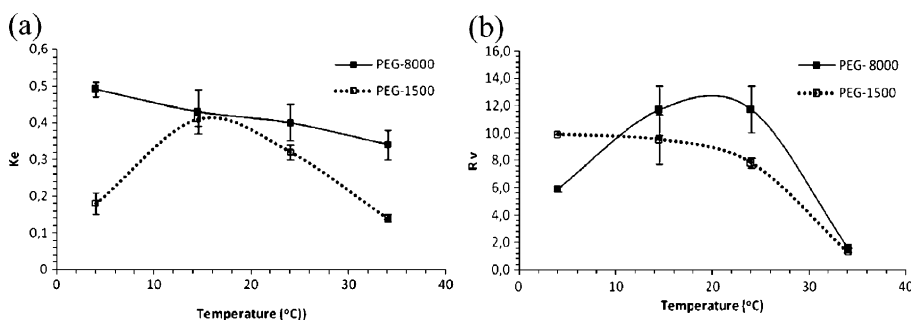 (a)
0,6
0,5
0,4
0,3
0,2
0,1
0
Ke
PEG-8000
PEG-1500
0 10 20 30 40
Temperature (ºC)
(b)
16,0
14,0
12,0
10,0
8,0
6,0
4,0
2,0
0,0
Rv
PEG- 8000
PEG-1500
0 10 20 30 40
Temperature (ºC)